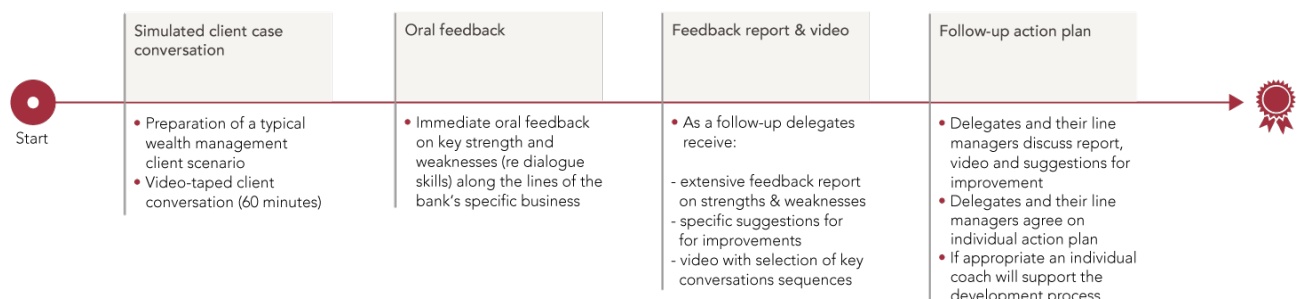 Simulated client case
conversation
Oral feedback
Feedback report & video
Follow-up action plan
Start
• Preparation of a typical
wealth management
client scenario
• Video-taped client
conversation (60 minutes)
• Immediate oral feedback
on key strength and
weaknesses (re dialogue
skills) along the lines of the
bank's specific business
• As a follow-up delegates
receive:
- extensive feedback report
on strengths & weaknesses
- specific suggestions for
for improvements
- video with selection of key
conversations sequences
• Delegates and their line
managers discuss report,
video and suggestions for
improvement
• Delegates and their line
managers agree on
individual action plan
• If appropriate an individual
coach will support the
development process